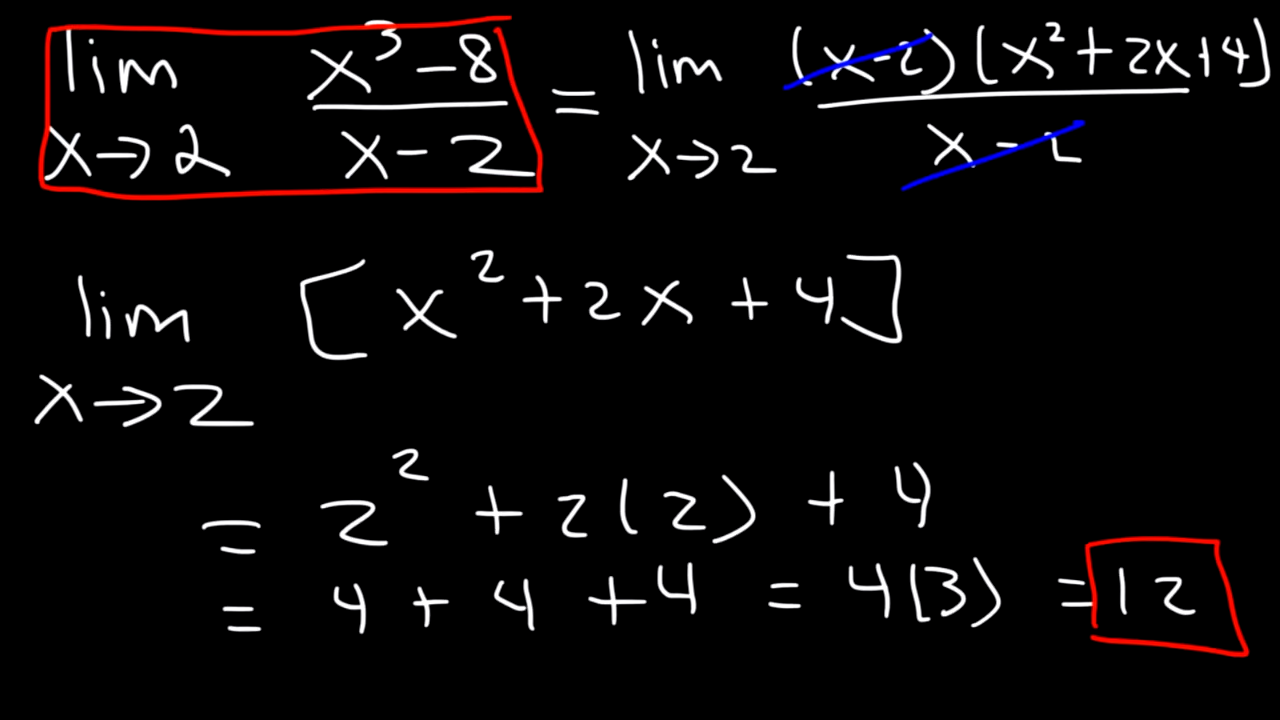 lim x→2 (x³-8)/(x-2) = lim x→2 (x-2)(x²+2x+4)/(x-2)
lim x→2 [x²+2x+4]
= 2²+2(2)+4
= 4+4+4 = 4(3) = 12